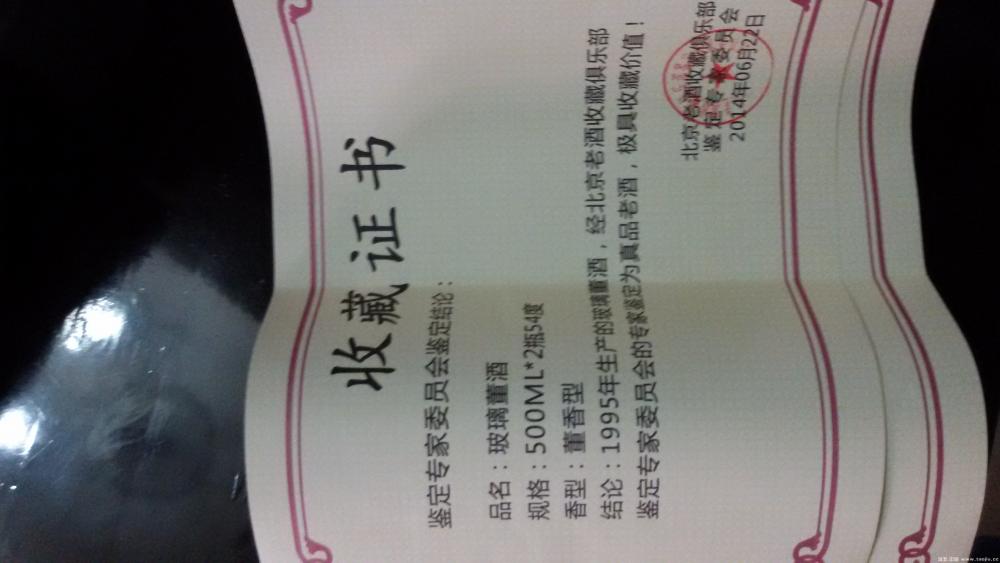 收藏证书
鉴定专家委员会鉴定结论：
品名：玻璃董酒
规格：500ML*2瓶54度
香型：董香型
结论：1995年生产的玻璃董酒，经北京老酒收藏俱乐部
鉴定专家委员会的专家鉴定为真品老酒，极具收藏价值！
北京老酒收藏俱乐部
鉴定专家委员会
2014年06月22日